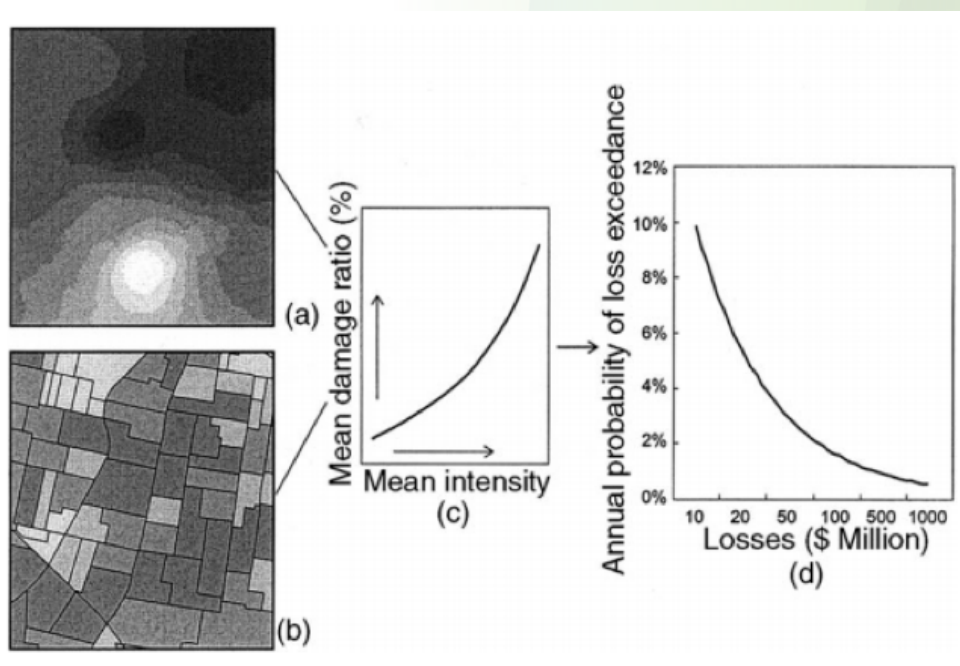 (a)
(b)
Mean damage ratio (%)
Mean intensity
(c)
Annual probability of loss exceedance
12%
10%
8%
6%
4%
2%
0%
10 20 50 100 500 1000
Losses ($ Million)
(d)